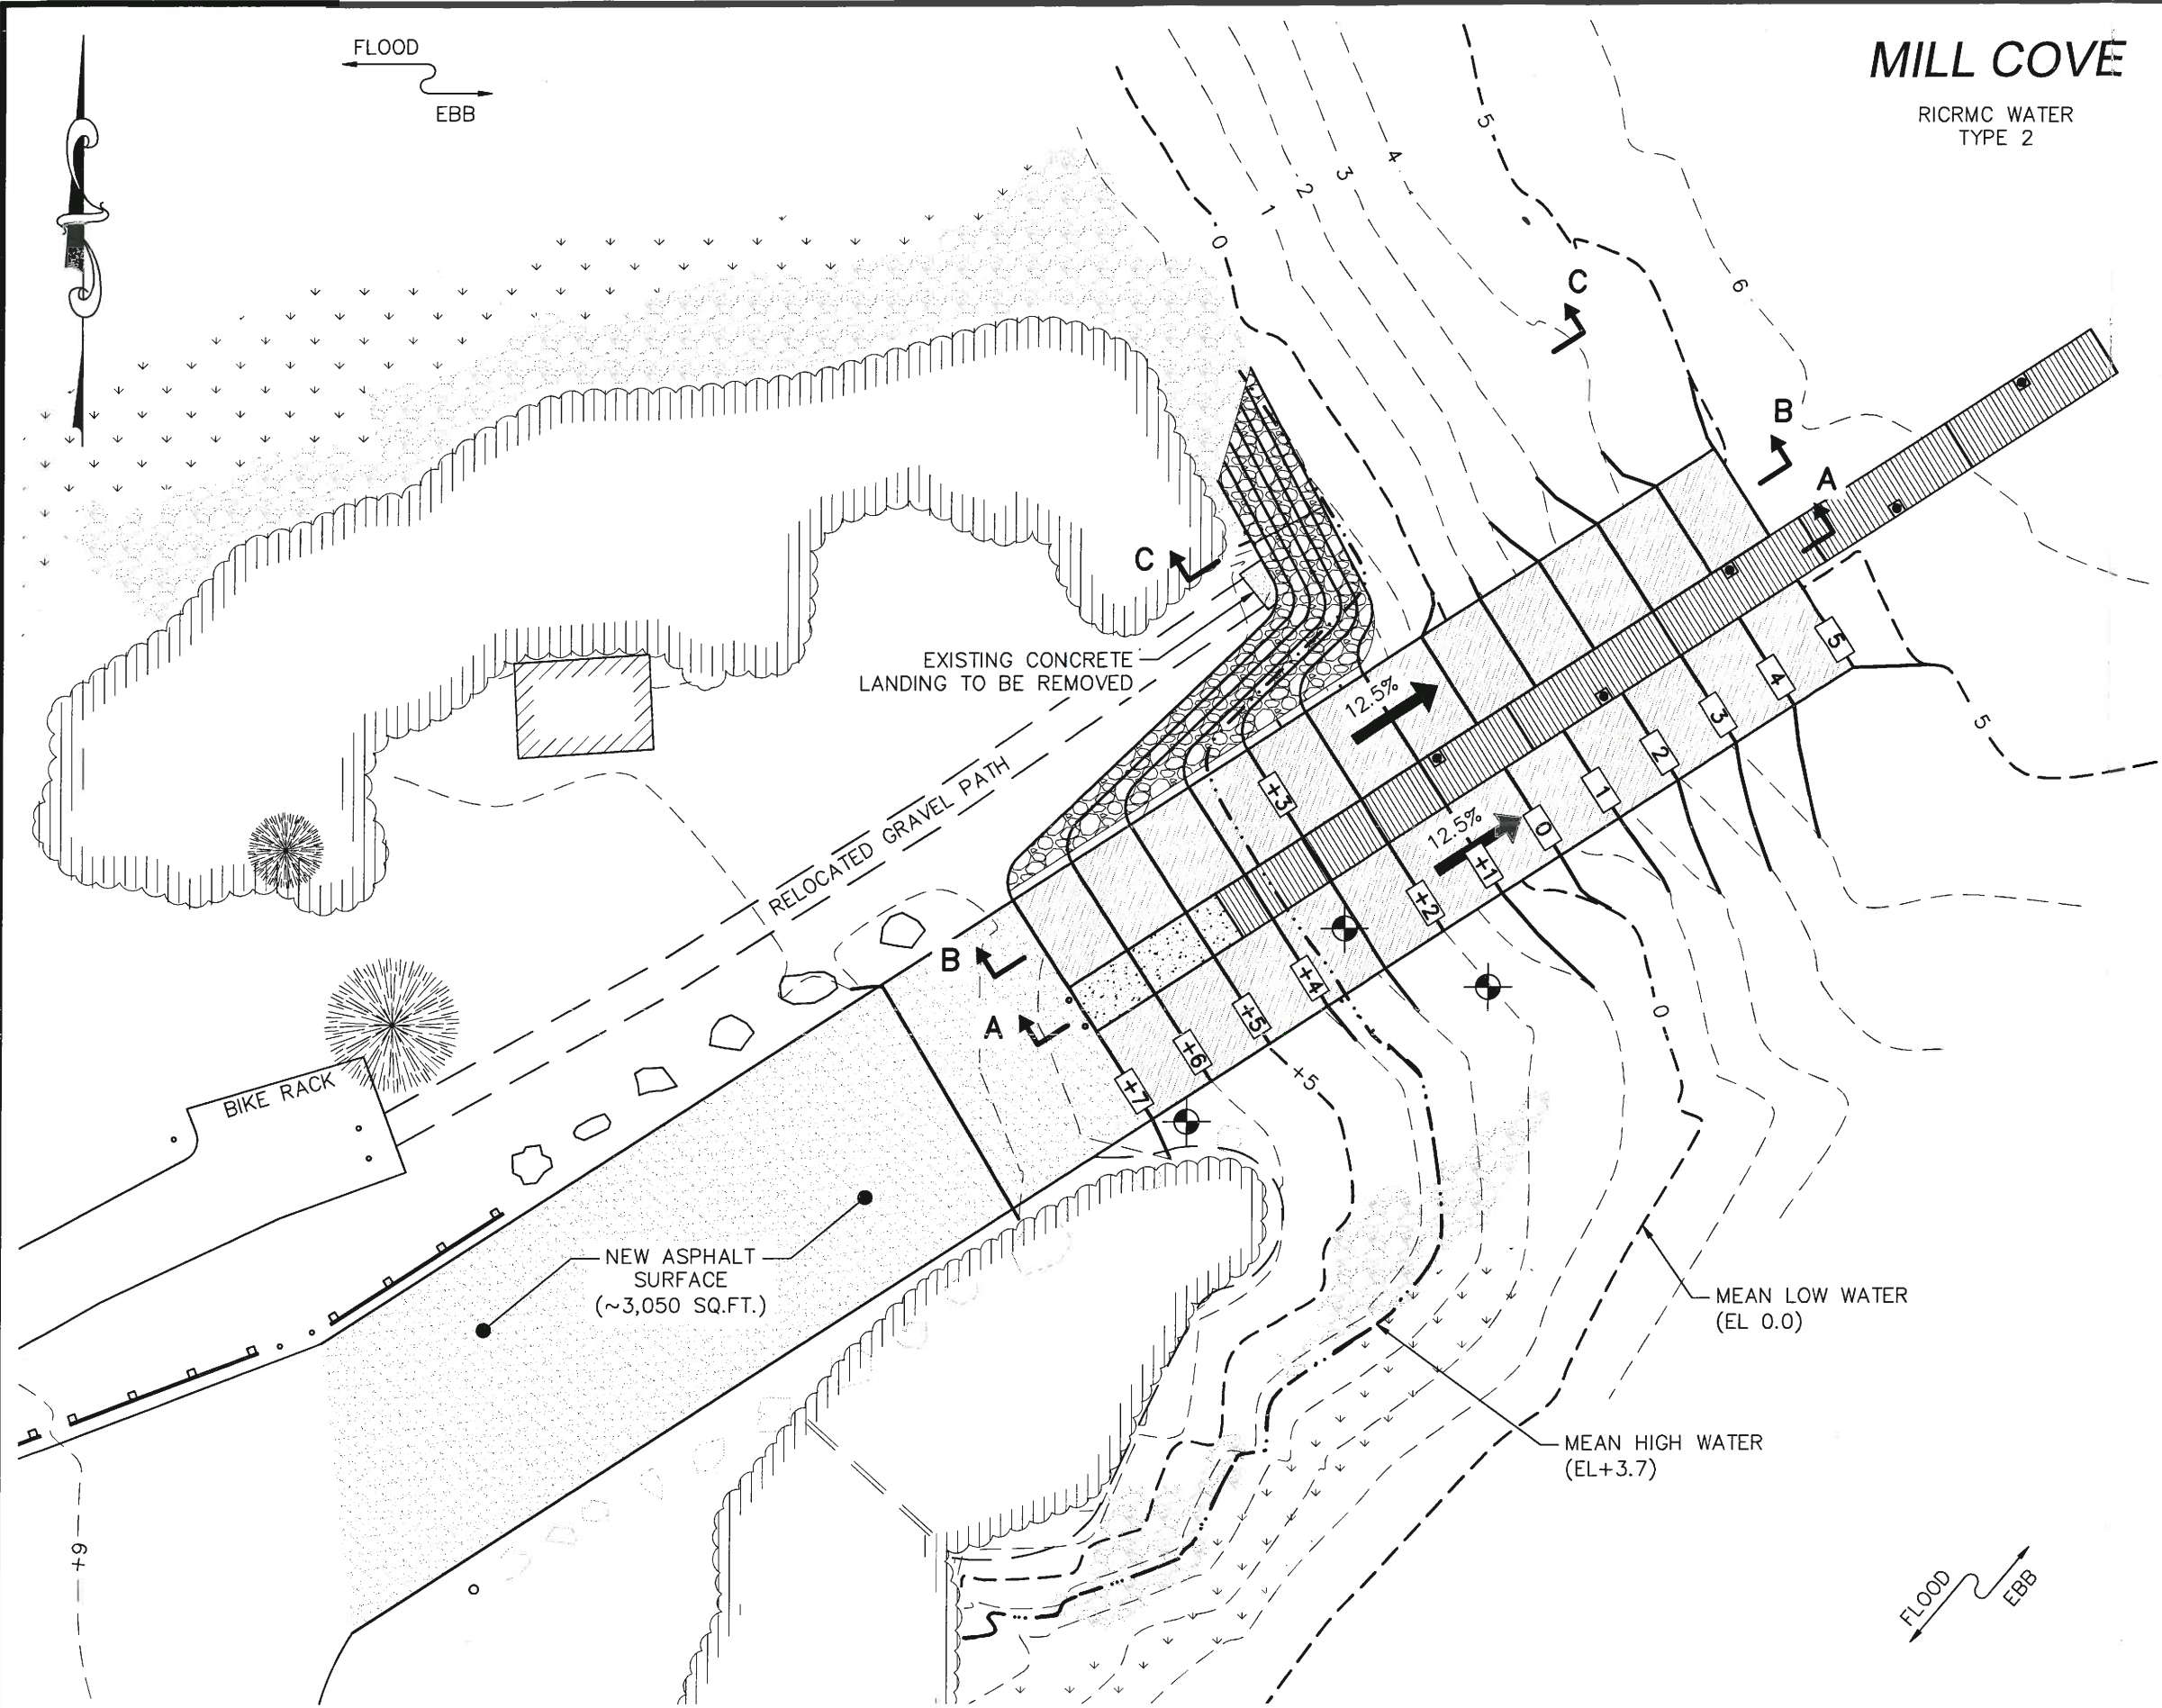 FLOOD
EBB
MILL COVE
RICRMC WATER
TYPE 2
5
4
3
2
1
0
6
C
B
A
C
EXISTING CONCRETE
LANDING TO BE REMOVED
12.5%
5
4
3
2
1
0
5
+3
12.5%
+1
+2
RELOCATED GRAVEL PATH
B
A
+4
+5
+6
+7
+5
0
BIKE RACK
NEW ASPHALT
SURFACE
(~3,050 SQ.FT.)
MEAN LOW WATER
(EL 0.0)
MEAN HIGH WATER
(EL+3.7)
+9
FLOOD
EBB